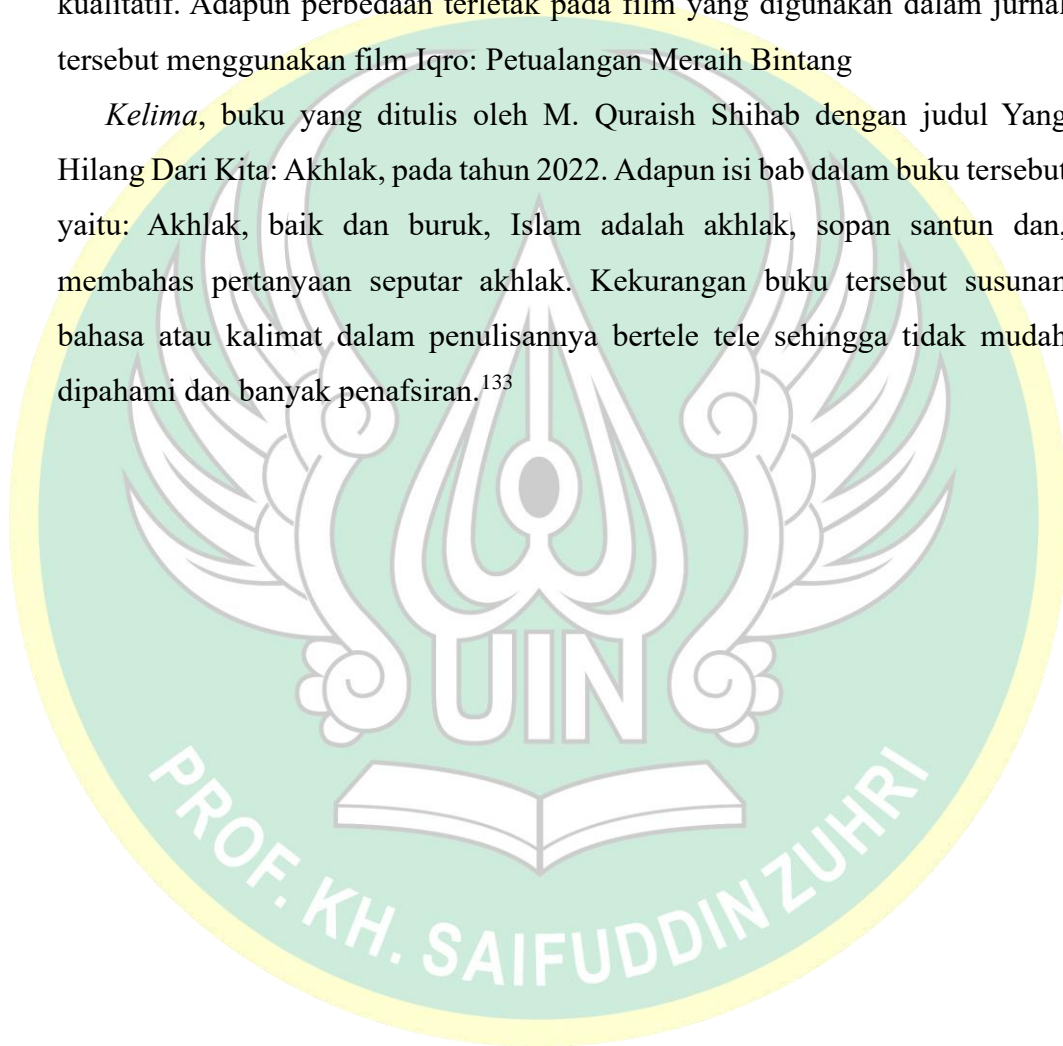 kualitatif. Adapun perbedaan terletak pada film yang digunakan dalam jurnal
tersebut menggunakan film Iqro: Petualangan Meraih Bintang
Kelima, buku yang ditulis oleh M. Quraish Shihab dengan judul Yang
Hilang Dari Kita: Akhlak, pada tahun 2022. Adapun isi bab dalam buku tersebut
yaitu: Akhlak, baik dan buruk, Islam adalah akhlak, sopan santun dan,
membahas pertanyaan seputar akhlak. Kekurangan buku tersebut susunan
bahasa atau kalimat dalam penulisannya bertele tele sehingga tidak mudah
dipahami dan banyak penafsiran.133
UIN
PROF. KH. SAIFUDDIN ZUHRI